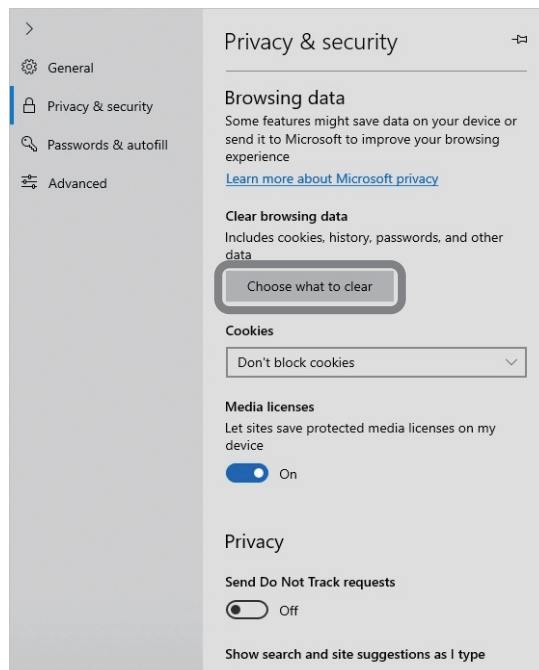 General
Privacy & security
Passwords & autofill
Advanced
Privacy & security
Browsing data
Some features might save data on your device or
send it to Microsoft to improve your browsing
experience
Learn more about Microsoft privacy
Clear browsing data
Includes cookies, history, passwords, and other
data
Choose what to clear
Cookies
Don't block cookies
Media licenses
Let sites save protected media licenses on my
device
On
Privacy
Send Do Not Track requests
Off
Show search and site suggestions as I type